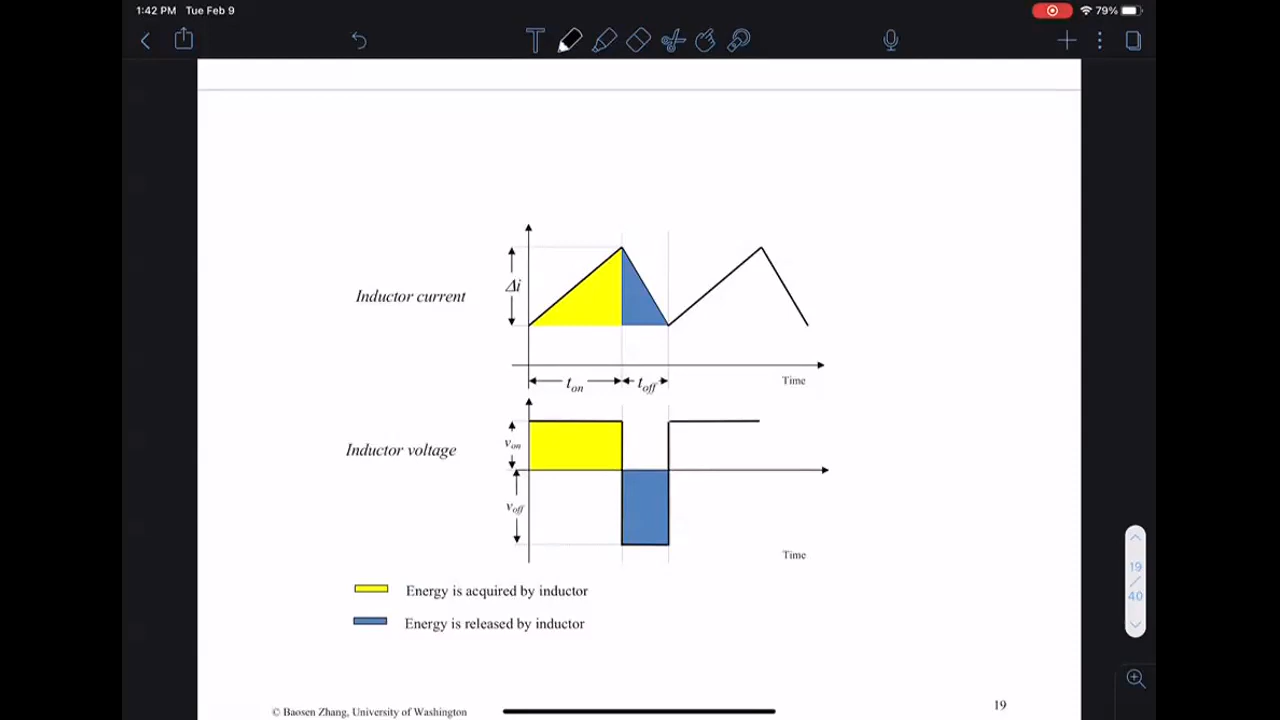 1:42 PM Tue Feb 9
79%
T
Inductor current
Δi
t_on
t_off
Time
Inductor voltage
v_on
v_off
Time
Energy is acquired by inductor
Energy is released by inductor
19
40
© Baosen Zhang, University of Washington
19